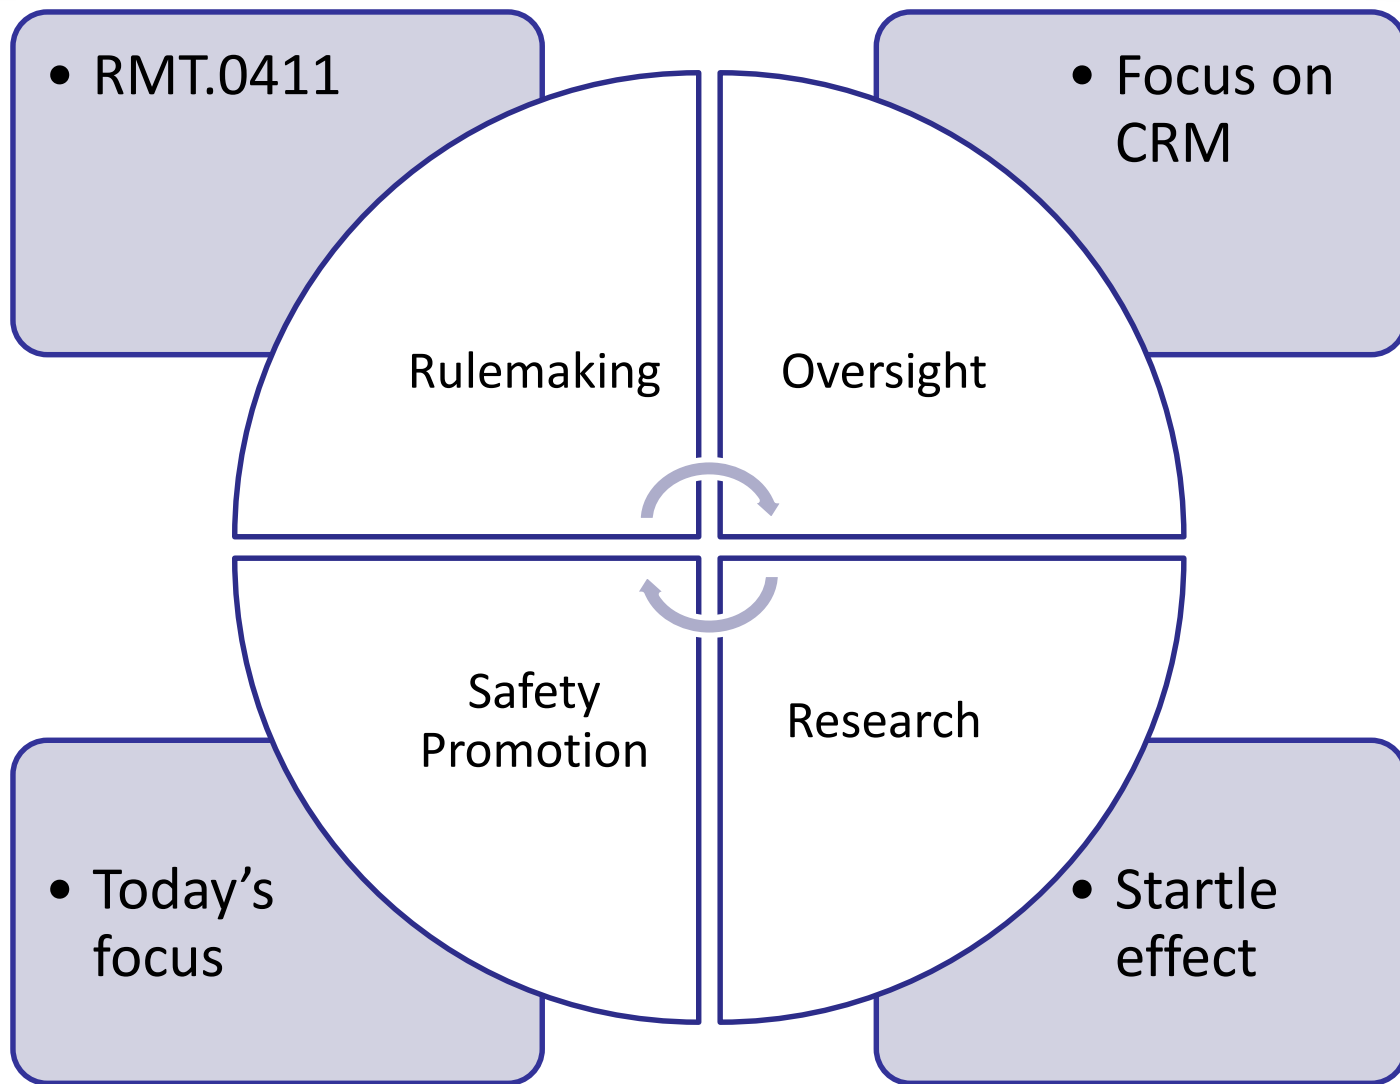 • RMT.0411
• Focus on
CRM
Rulemaking
Oversight
Safety
Promotion
Research
• Today’s
focus
• Startle
effect